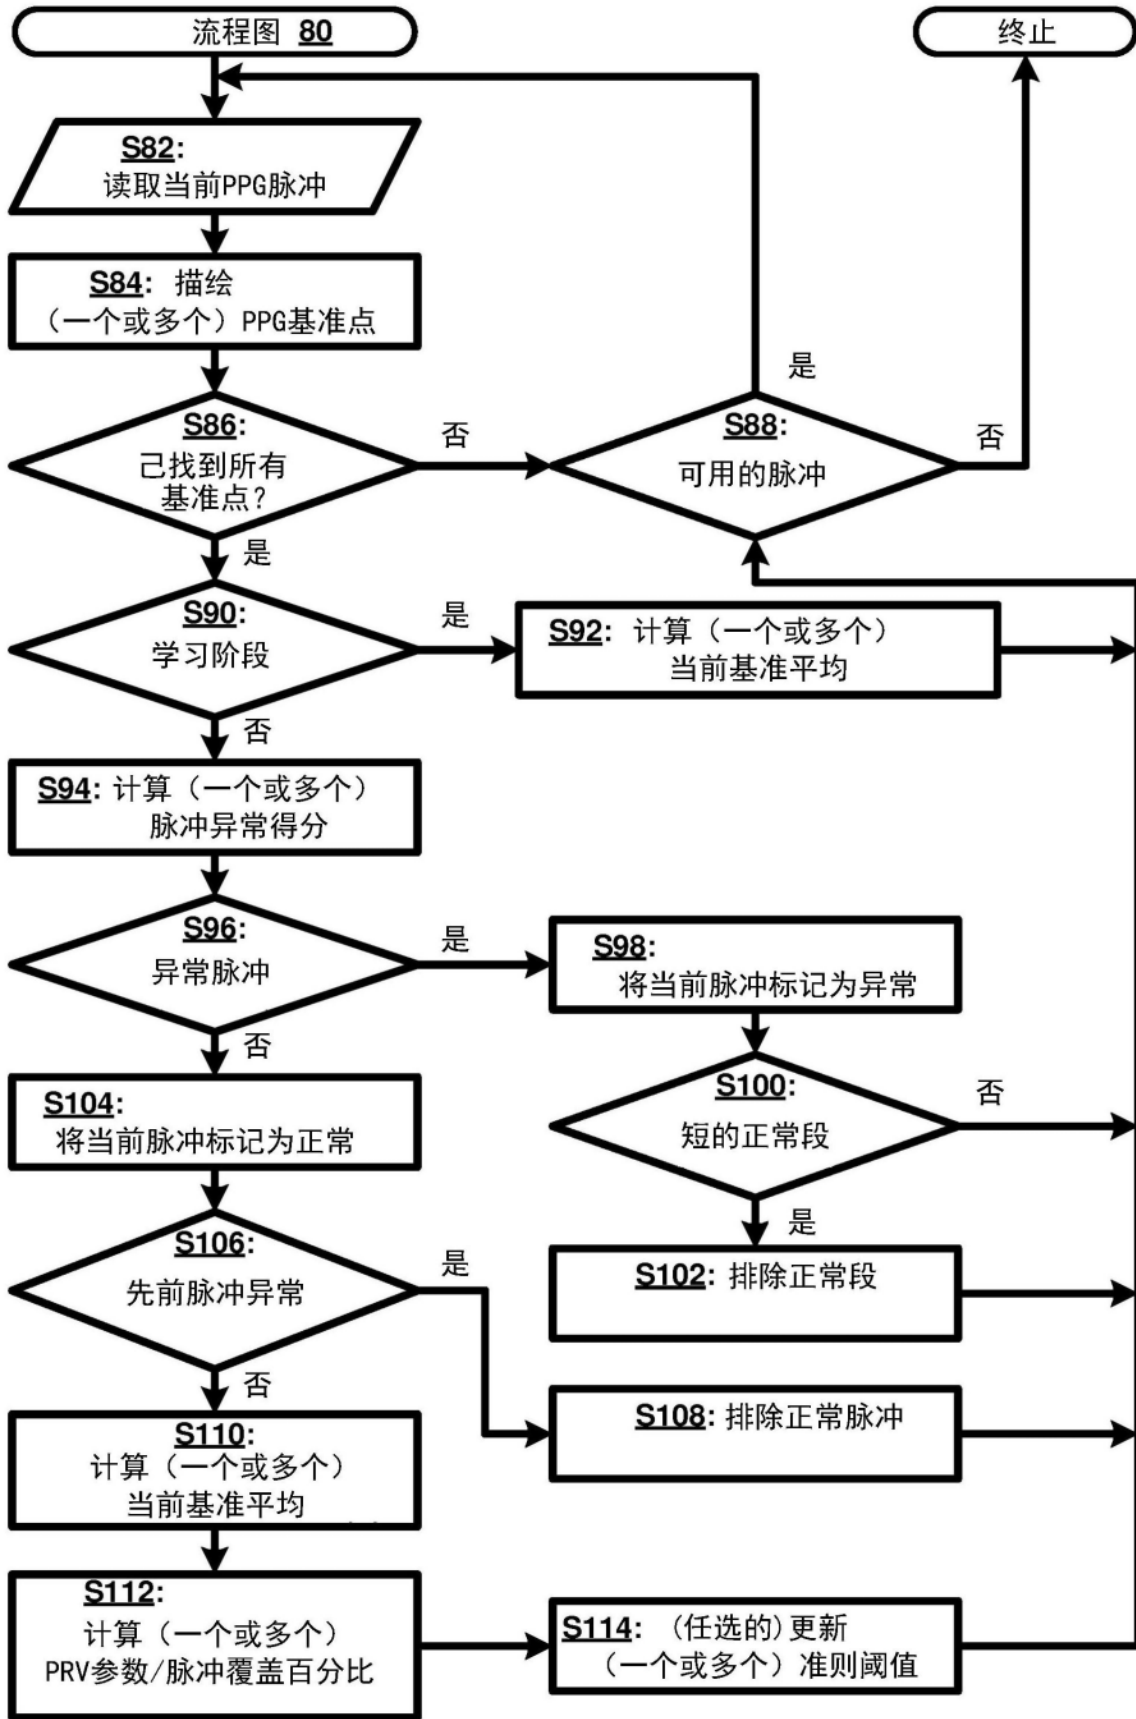 流程图 80
终止
S82:
读取当前PPG脉冲
S84: 描绘
（一个或多个）PPG基准点
是
S86:
己找到所有
基准点?
否
S88:
可用的脉冲
否
是
S90:
学习阶段
是
S92: 计算（一个或多个）
当前基准平均
否
S94: 计算（一个或多个）
脉冲异常得分
S96:
异常脉冲
是
S98:
将当前脉冲标记为异常
否
S104:
将当前脉冲标记为正常
S100:
短的正常段
否
是
S106:
先前脉冲异常
是
S102: 排除正常段
否
S108: 排除正常脉冲
S110:
计算（一个或多个）
当前基准平均
S112:
计算（一个或多个）
PRV参数/脉冲覆盖百分比
S114: (任选的)更新
（一个或多个）准则阈值